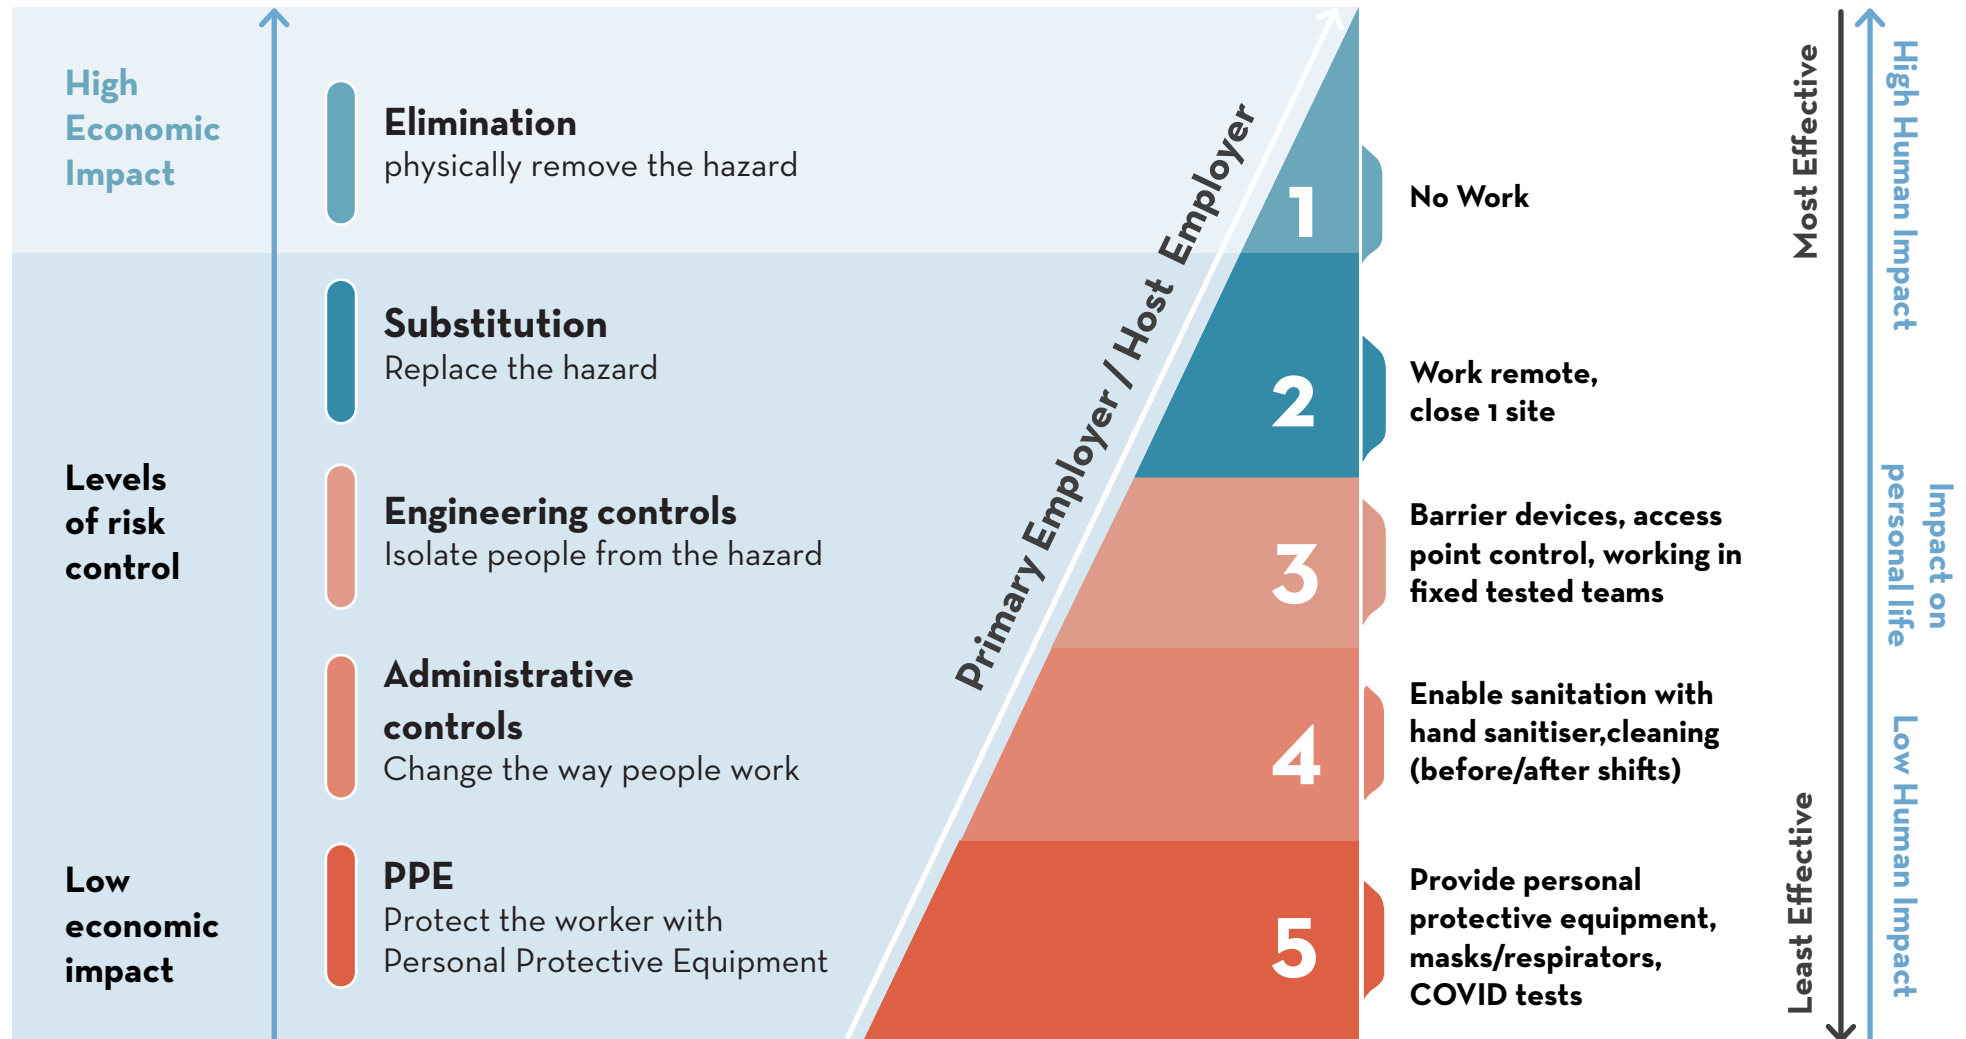 High
Economic
Impact
Levels
of risk
control
Low
economic
impact
Elimination
physically remove the hazard
Substitution
Replace the hazard
Engineering controls
Isolate people from the hazard
Administrative
controls
Change the way people work
PPE
Protect the worker with
Personal Protective Equipment
Primary Employer / Host Employer
1
2
3
4
5
No Work
Work remote,
close 1 site
Barrier devices, access
point control, working in
fixed tested teams
Enable sanitation with
hand sanitiser,cleaning
(before/after shifts)
Provide personal
protective equipment,
masks/respirators,
COVID tests
Most Effective
Least Effective
High Human Impact
Impact on
personal life
Low Human Impact